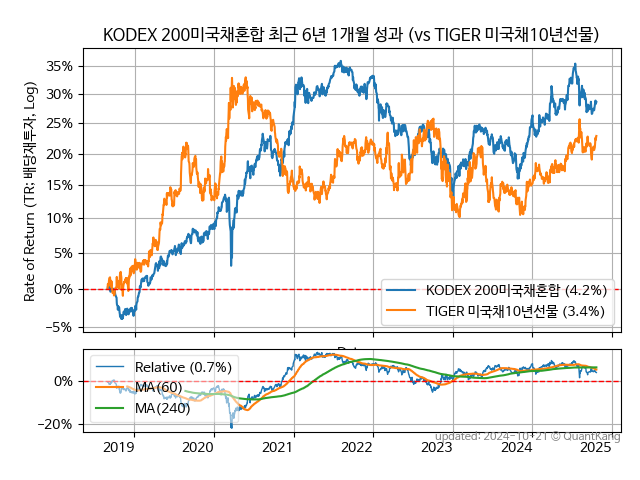 KODEX 200미국채혼합 최근 6년 1개월 성과 (vs TIGER 미국채10년선물)
Rate of Return (TR: 배당재투자, Log)
35%
30%
25%
20%
15%
10%
5%
0%
−5%
KODEX 200미국채혼합 (4.2%)
TIGER 미국채10년선물 (3.4%)
0%
−20%
Relative (0.7%)
MA(60)
MA(240)
2019
2020
2021
2022
2023
2024
2025
updated: 2024-10-21 © QuantKang